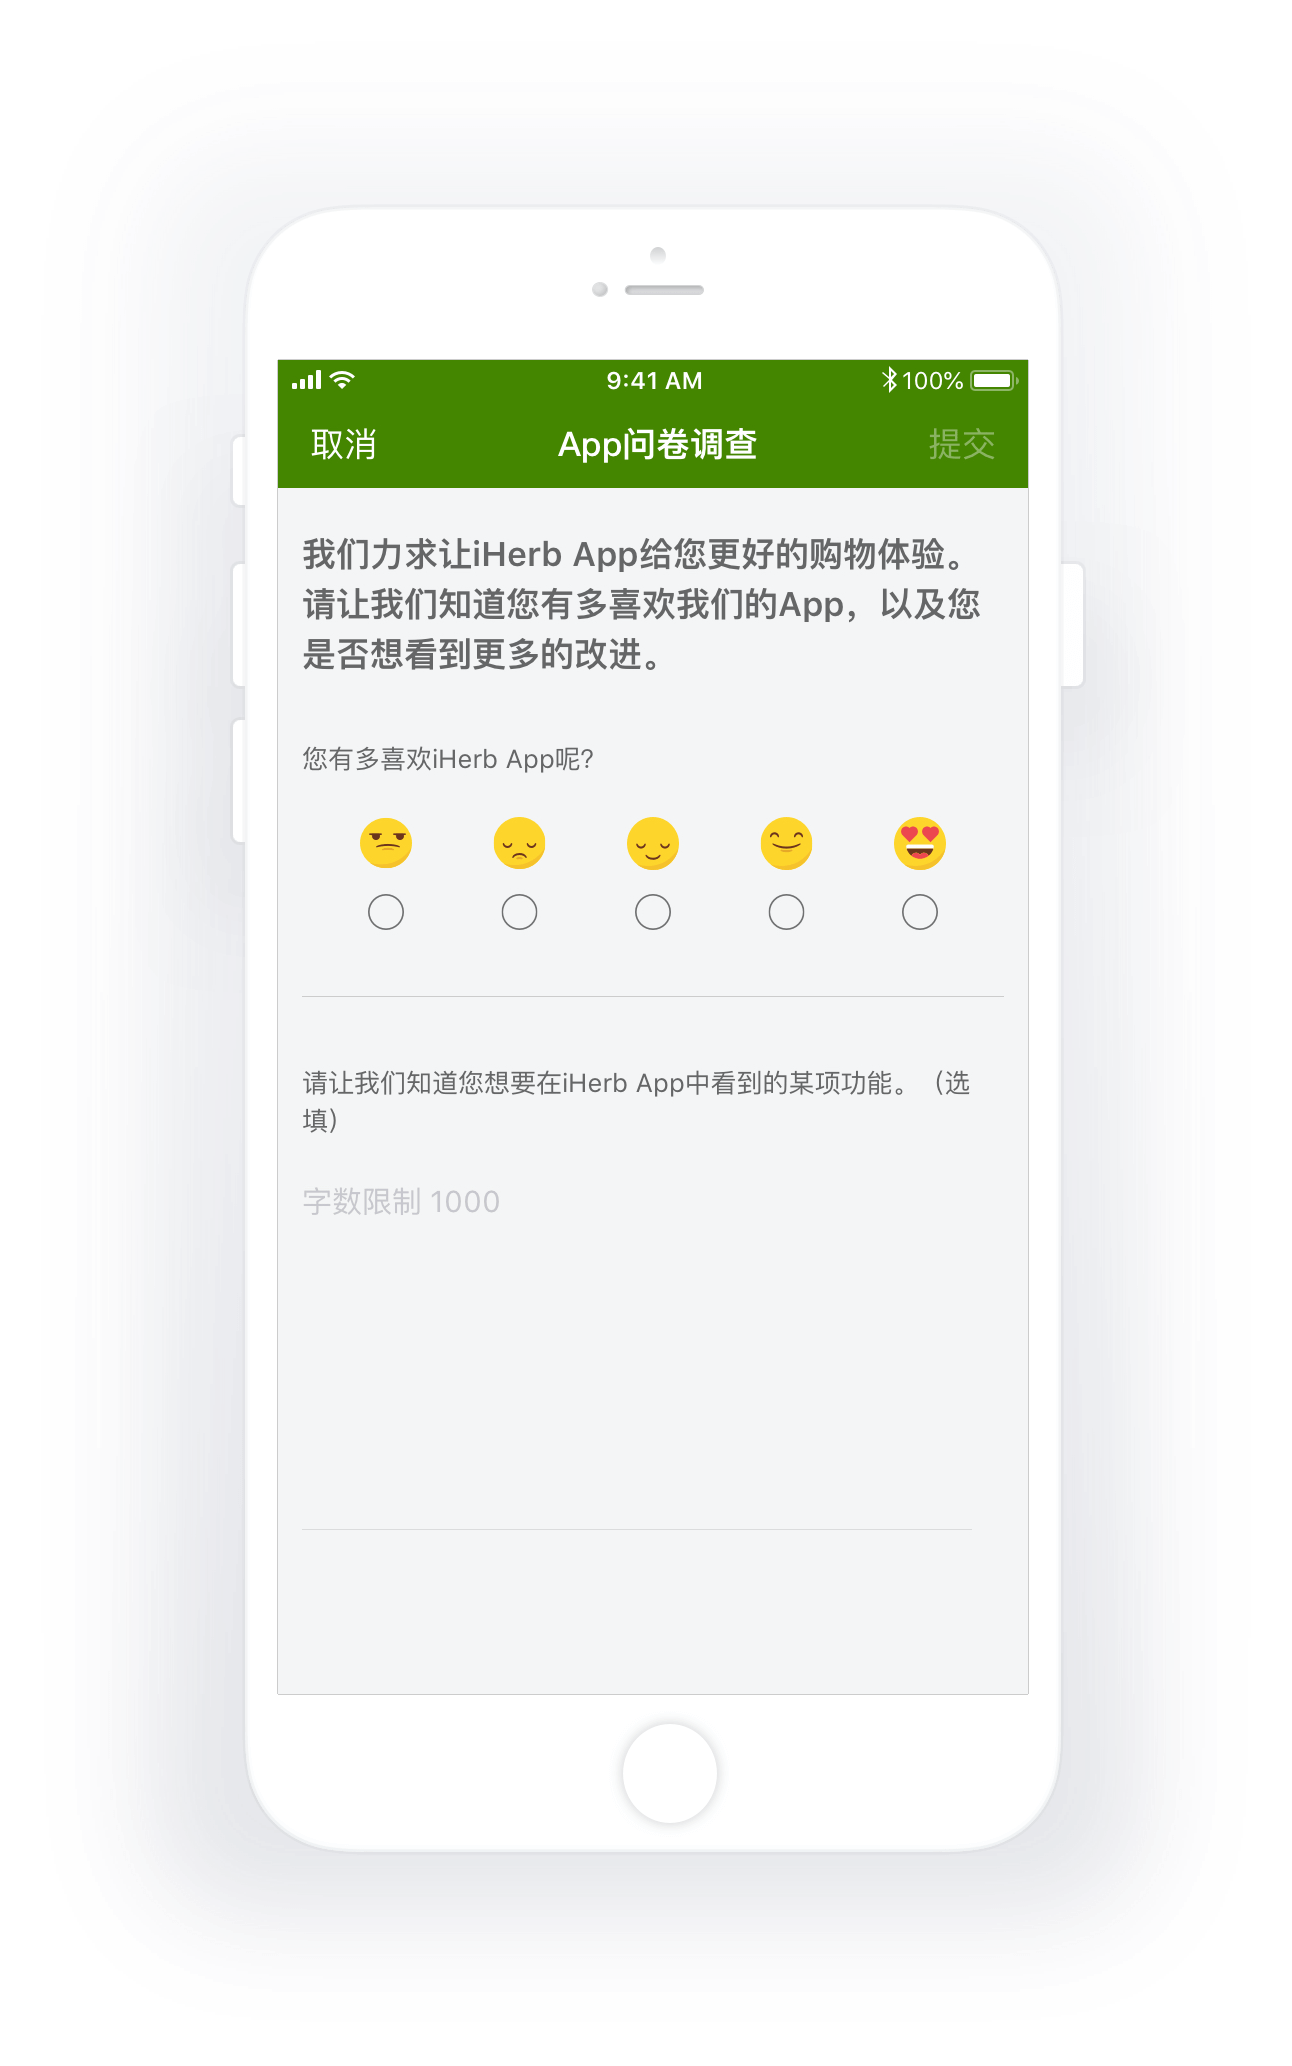 9:41 AM 100%
取消 App问卷调查 提交
我们力求让iHerb App给您更好的购物体验。
请让我们知道您有多喜欢我们的App，以及您
是否想看到更多的改进。
您有多喜欢iHerb App呢?
请让我们知道您想要在iHerb App中看到的某项功能。（选
填）
字数限制 1000